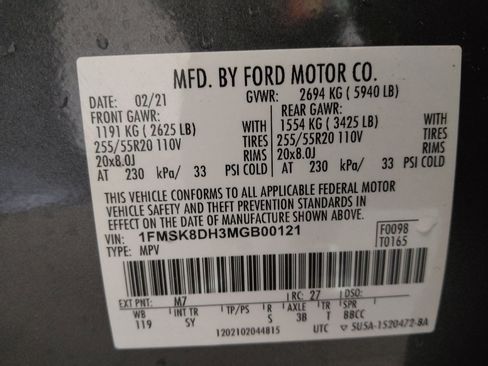 MFD. BY FORD MOTOR CO.
DATE: 02/21 GVWR: 2694 KG ( 5940 LB)
FRONT GAWR: REAR GAWR:
1191 KG ( 2625 LB) WITH 1554 KG ( 3425 LB) WITH
255/55R20 110V TIRES 255/55R20 110V TIRES
20x8.0J RIMS 20x8.0J RIMS
AT 230 kPa/ 33 PSI COLD AT 230 kPa/ 33 PSI COLD
THIS VEHICLE CONFORMS TO ALL APPLICABLE FEDERAL MOTOR
VEHICLE SAFETY AND THEFT PREVENTION STANDARDS IN
EFFECT ON THE DATE OF MANUFACTURE SHOWN ABOVE.
VIN: 1FMSK8DH3MGB00121 F0098
TYPE: MPV T0165
EXT PNT: M7 RC: 27 DSO:
WB INT TR TP/PS R AXLE TR SPR
119 SY S 3B T BBCC
1202102044815 UTC 5U5A-1520472-BA